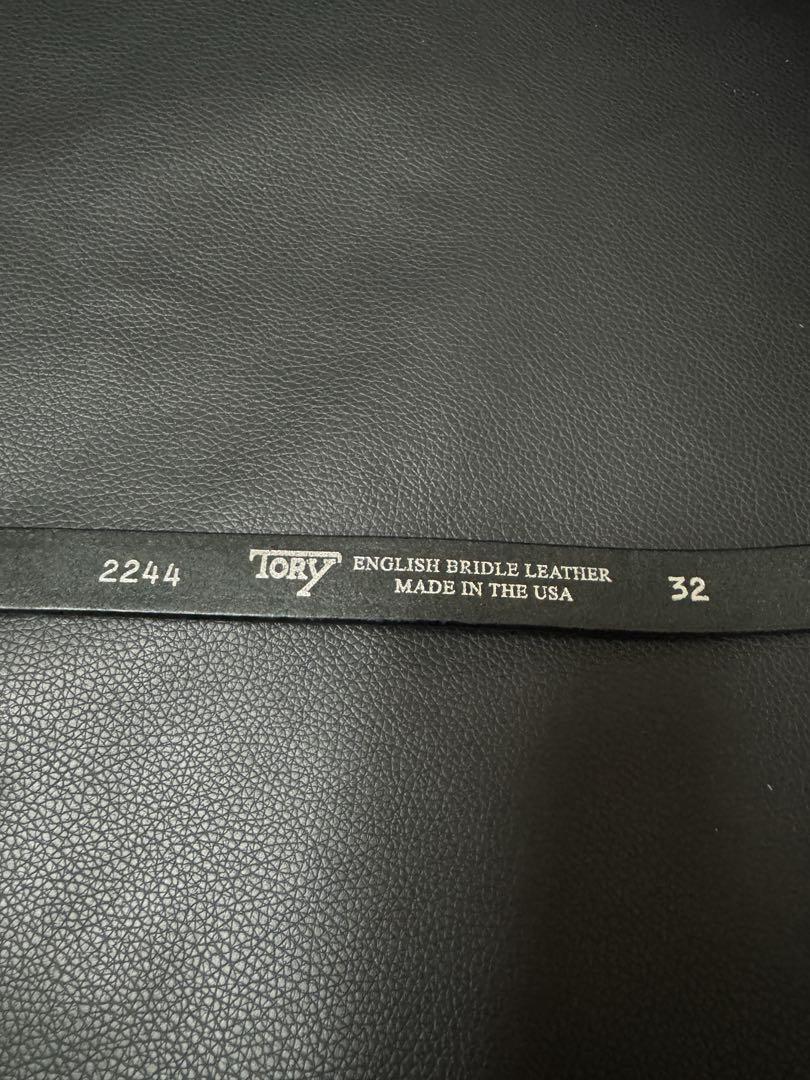 2244 TORY ENGLISH BRIDLE LEATHER 32
MADE IN THE USA